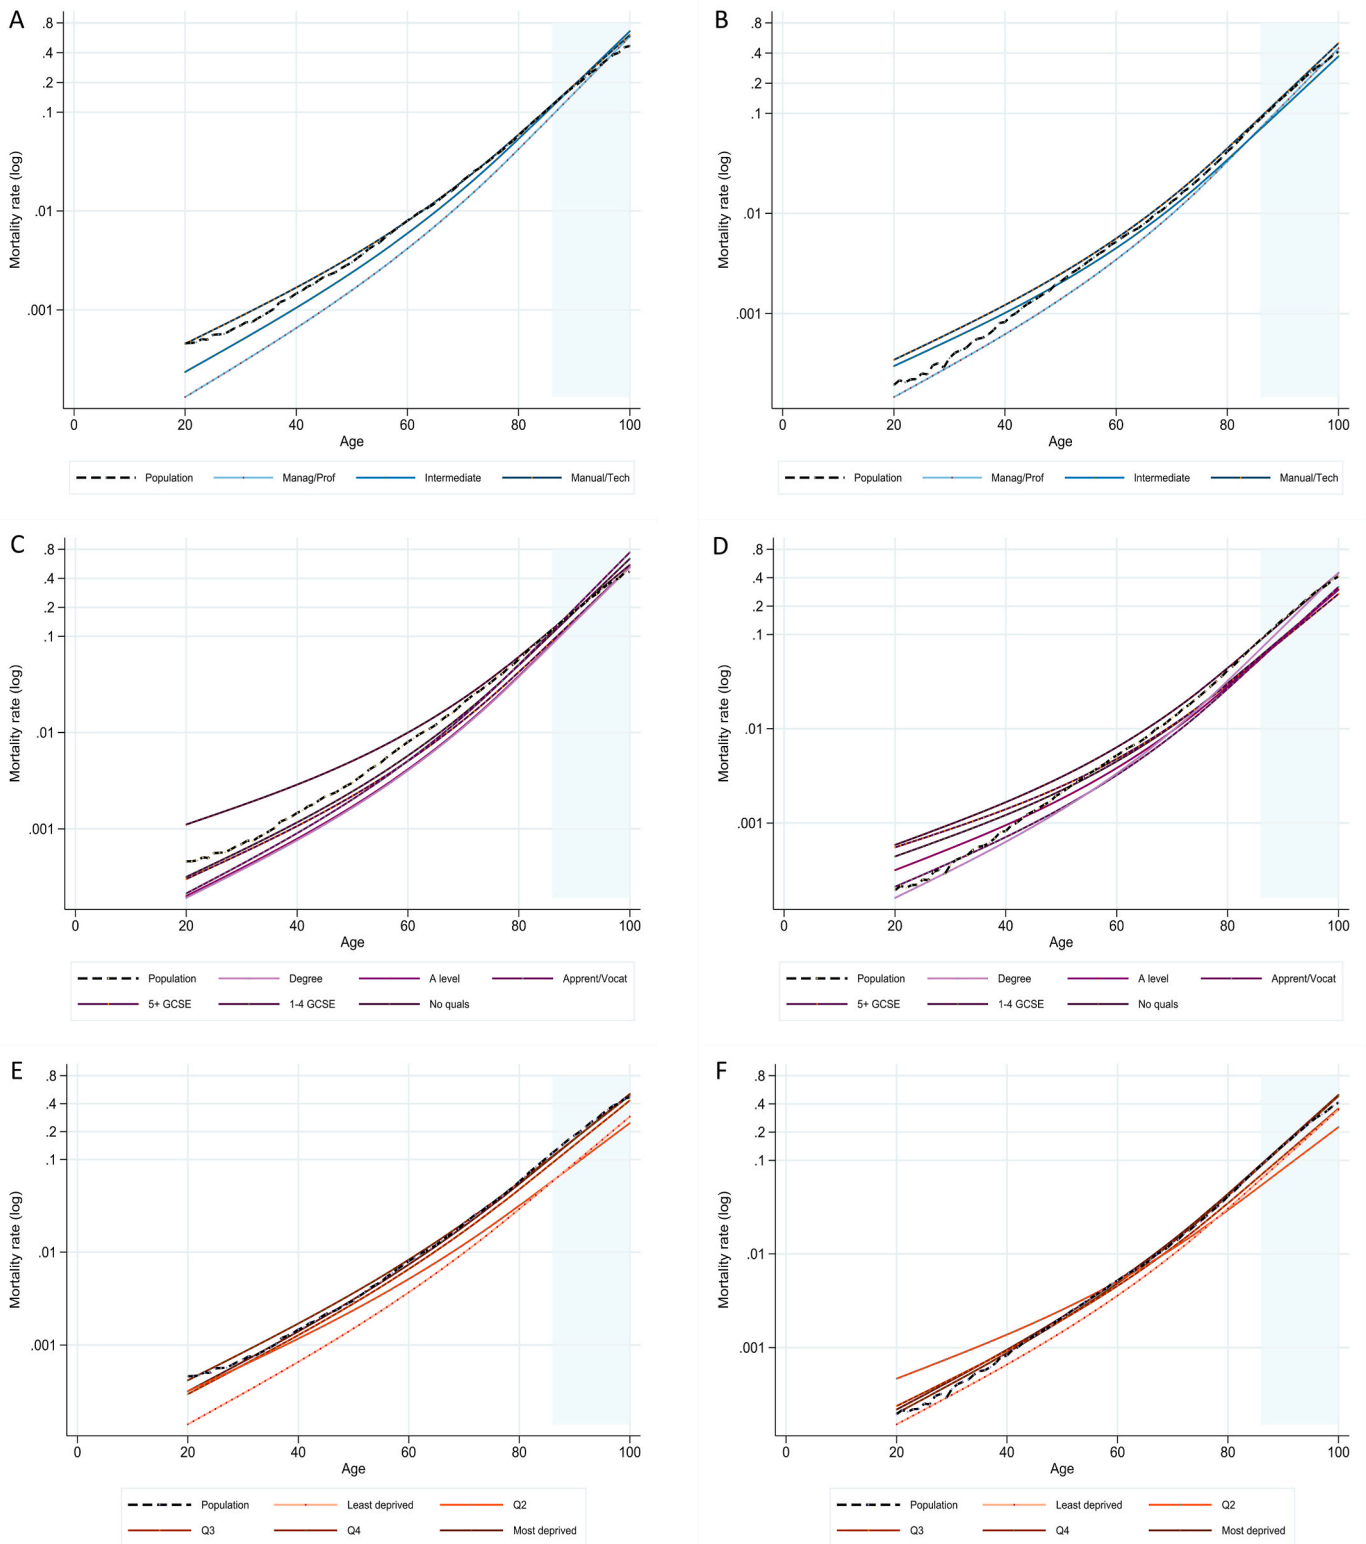 A
Mortality rate (log)
.8
.4
.2
.1
.01
.001
0 20 40 60 80 100
Age
Population Manag/Prof Intermediate Manual/Tech
B
Mortality rate (log)
.8
.4
.2
.1
.01
.001
0 20 40 60 80 100
Age
Population Manag/Prof Intermediate Manual/Tech
C
Mortality rate (log)
.8
.4
.2
.1
.01
.001
0 20 40 60 80 100
Age
Population Degree A level Apprent/Vocat
5+ GCSE 1-4 GCSE No quals
D
Mortality rate (log)
.8
.4
.2
.1
.01
.001
0 20 40 60 80 100
Age
Population Degree A level Apprent/Vocat
5+ GCSE 1-4 GCSE No quals
E
Mortality rate (log)
.8
.4
.2
.1
.01
.001
0 20 40 60 80 100
Age
Population Least deprived Q2
Q3 Q4 Most deprived
F
Mortality rate (log)
.8
.4
.2
.1
.01
.001
0 20 40 60 80 100
Age
Population Least deprived Q2
Q3 Q4 Most deprived